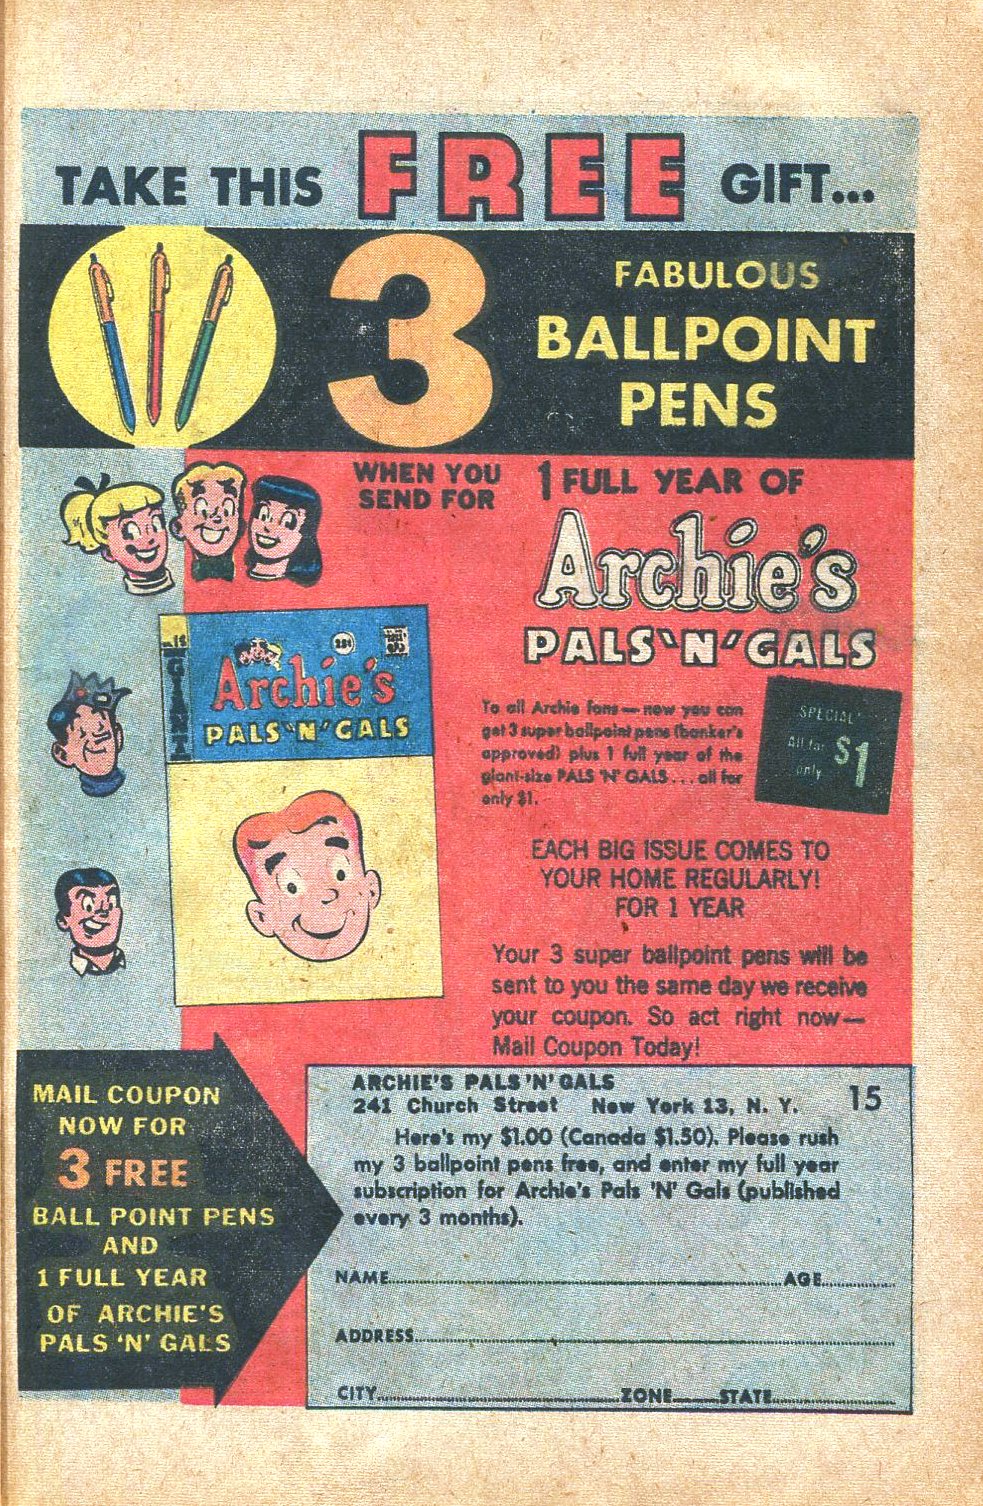 TAKE THIS FREE GIFT...
3
FABULOUS
BALLPOINT
PENS
WHEN YOU
SEND FOR
1 FULL YEAR OF
Archie's
PALS 'N' GALS
GIANT
25¢
Archie's
PALS 'N' GALS
To all Archie fans — now you can
get 3 super ballpoint pens (banker's
approved) plus 1 full year of the
giant-size PALS 'N' GALS . . . all for
only $1.
SPECIAL
All for
only
$1
EACH BIG ISSUE COMES TO
YOUR HOME REGULARLY!
FOR 1 YEAR
Your 3 super ballpoint pens will be
sent to you the same day we receive
your coupon. So act right now—
Mail Coupon Today!
MAIL COUPON
NOW FOR
3 FREE
BALL POINT PENS
AND
1 FULL YEAR
OF ARCHIE'S
PALS 'N' GALS
ARCHIE'S PALS 'N' GALS
15
241 Church Street New York 13, N. Y.
Here's my $1.00 (Canada $1.50). Please rush
my 3 ballpoint pens free, and enter my full year
subscription for Archie's Pals 'N' Gals (published
every 3 months).
NAME AGE
ADDRESS
CITY ZONE STATE